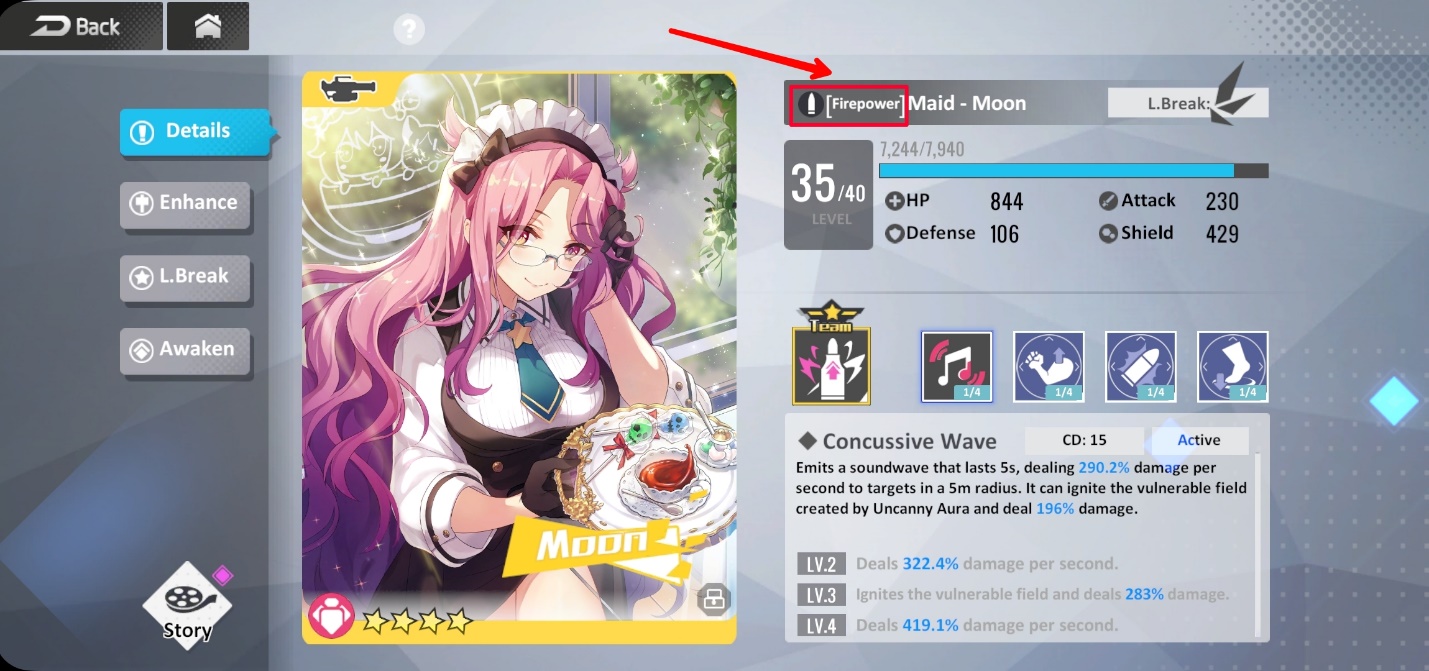 Back
?
Details
Enhance
L.Break
Awaken
Story
MOON
[Firepower] Maid - Moon
L.Break:
7,244/7,940
35/40
LEVEL
HP 844
Attack 230
Defense 106
Shield 429
Team
1/4
1/4
1/4
1/4
Concussive Wave
CD: 15
Active
Emits a soundwave that lasts 5s, dealing 290.2% damage per
second to targets in a 5m radius. It can ignite the vulnerable field
created by Uncanny Aura and deal 196% damage.
LV.2 Deals 322.4% damage per second.
LV.3 Ignites the vulnerable field and deals 283% damage.
LV.4 Deals 419.1% damage per second.